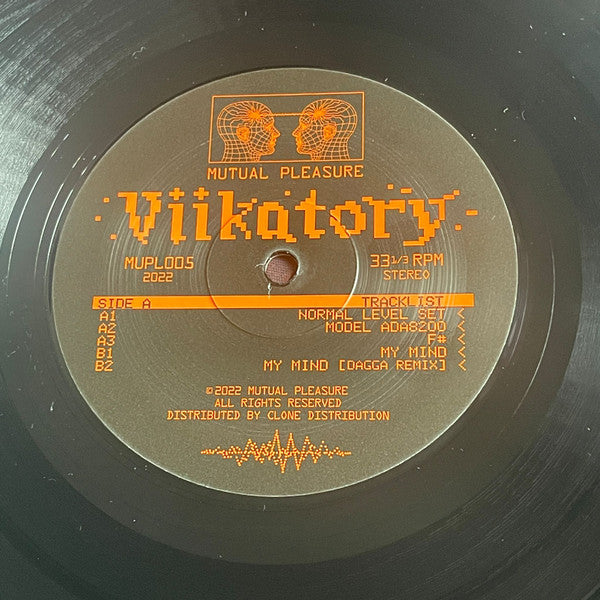 MUTUAL PLEASURE
Viikatory
MUPL005 33 1/3 RPM
2022 STEREO
SIDE A TRACKLIST
A1 NORMAL LEVEL SET <
A2 MODEL ADA8200 <
A3 F# <
B1 MY MIND <
B2 MY MIND [DAGGA REMIX] <
©2022 MUTUAL PLEASURE
ALL RIGHTS RESERVED
DISTRIBUTED BY CLONE DISTRIBUTION